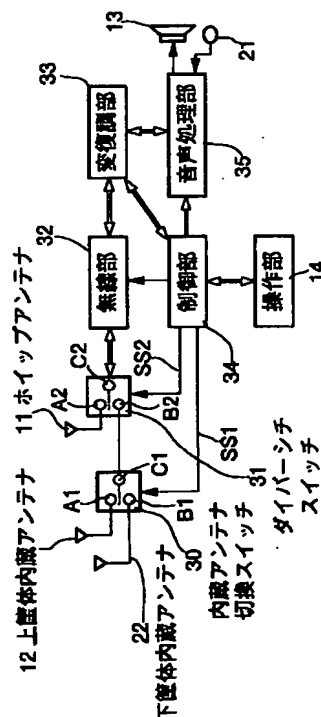 11 ホイップアンテナ
12 上筐体内蔵アンテナ
22
下筐体内蔵アンテナ
A1
B1
C1
30
内蔵アンテナ
切換スイッチ
A2
B2
C2
31
ダイバーシチ
スイッチ
SS1
SS2
32
無線部
33
変復調部
34
制御部
35
音声処理部
14
操作部
13
21